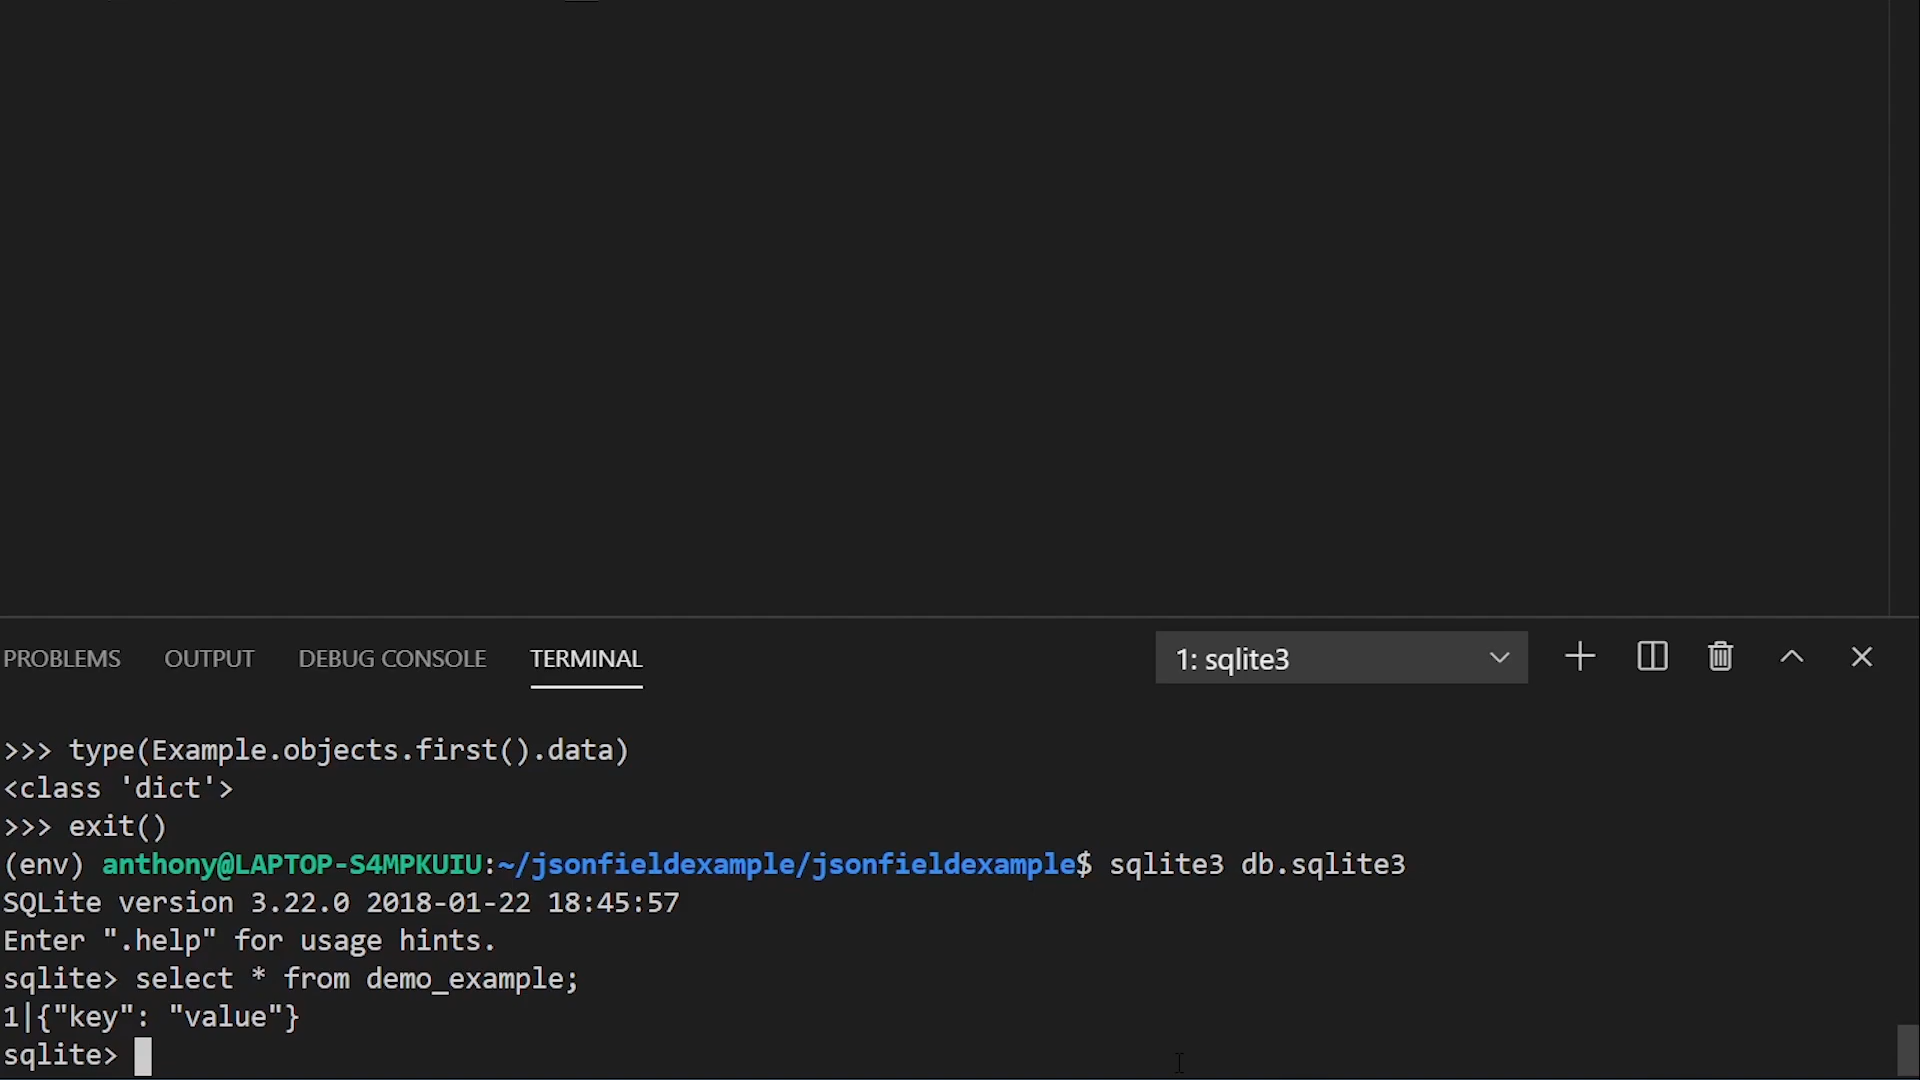 PROBLEMS OUTPUT DEBUG CONSOLE TERMINAL 1: sqlite3
>>> type(Example.objects.first().data)
<class 'dict'>
>>> exit()
(env) anthony@LAPTOP-S4MPKUIU:~/jsonfieldexample/jsonfieldexample$ sqlite3 db.sqlite3
SQLite version 3.22.0 2018-01-22 18:45:57
Enter ".help" for usage hints.
sqlite> select * from demo_example;
1|{"key": "value"}
sqlite>